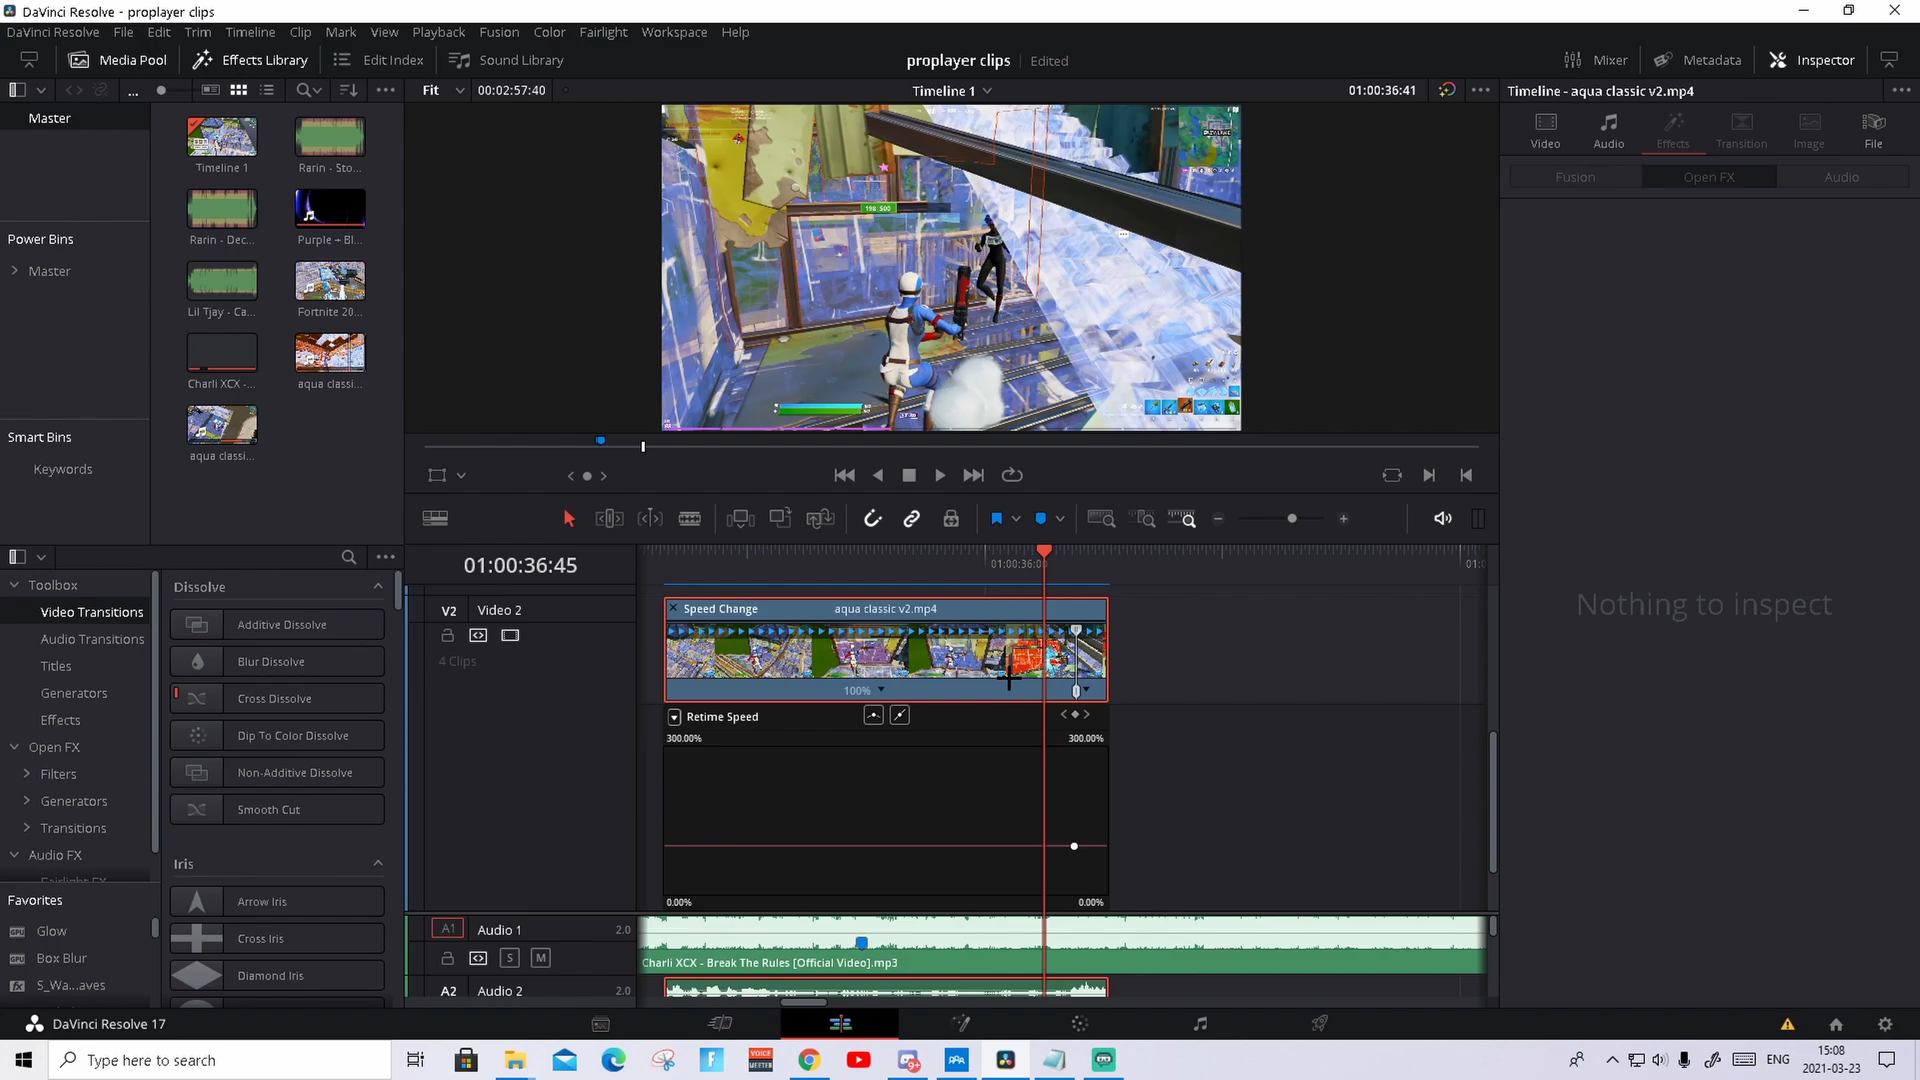 DaVinci Resolve - proplayer clips
DaVinci Resolve File Edit Trim Timeline Clip Mark View Playback Fusion Color Fairlight Workspace Help
Media Pool Effects Library Edit Index Sound Library proplayer clips Edited Mixer Metadata Inspector
... Fit 00:02:57:40 Timeline 1 01:00:36:41 Timeline - aqua classic v2.mp4
Master
Power Bins
Master
Smart Bins
Keywords
Timeline 1 Rarin - Sto...
Rarin - Dec... Purple + Bl...
Lil Tjay - Ca... Fortnite 20...
Charli XCX -... aqua classi...
aqua classi...
Video Audio Effects Transition Image File
Fusion Open FX Audio
Nothing to inspect
Toolbox
Video Transitions
Audio Transitions
Titles
Generators
Effects
Open FX
Filters
Generators
Transitions
Audio FX
Fairlight FX
Favorites
Glow
Box Blur
S_Wa...aves
Dissolve
Additive Dissolve
Blur Dissolve
Cross Dissolve
Dip To Color Dissolve
Non-Additive Dissolve
Smooth Cut
Iris
Arrow Iris
Cross Iris
Diamond Iris
01:00:36:45 01:00:36:00
V2 Video 2
4 Clips
Speed Change aqua classic v2.mp4
100%
Retime Speed
300.00% 300.00%
0.00% 0.00%
A1 Audio 1 2.0
S M
Charli XCX - Break The Rules [Official Video].mp3
A2 Audio 2 2.0
DaVinci Resolve 17
Type here to search
VOICE MEETER
ENG
15:08
2021-03-23